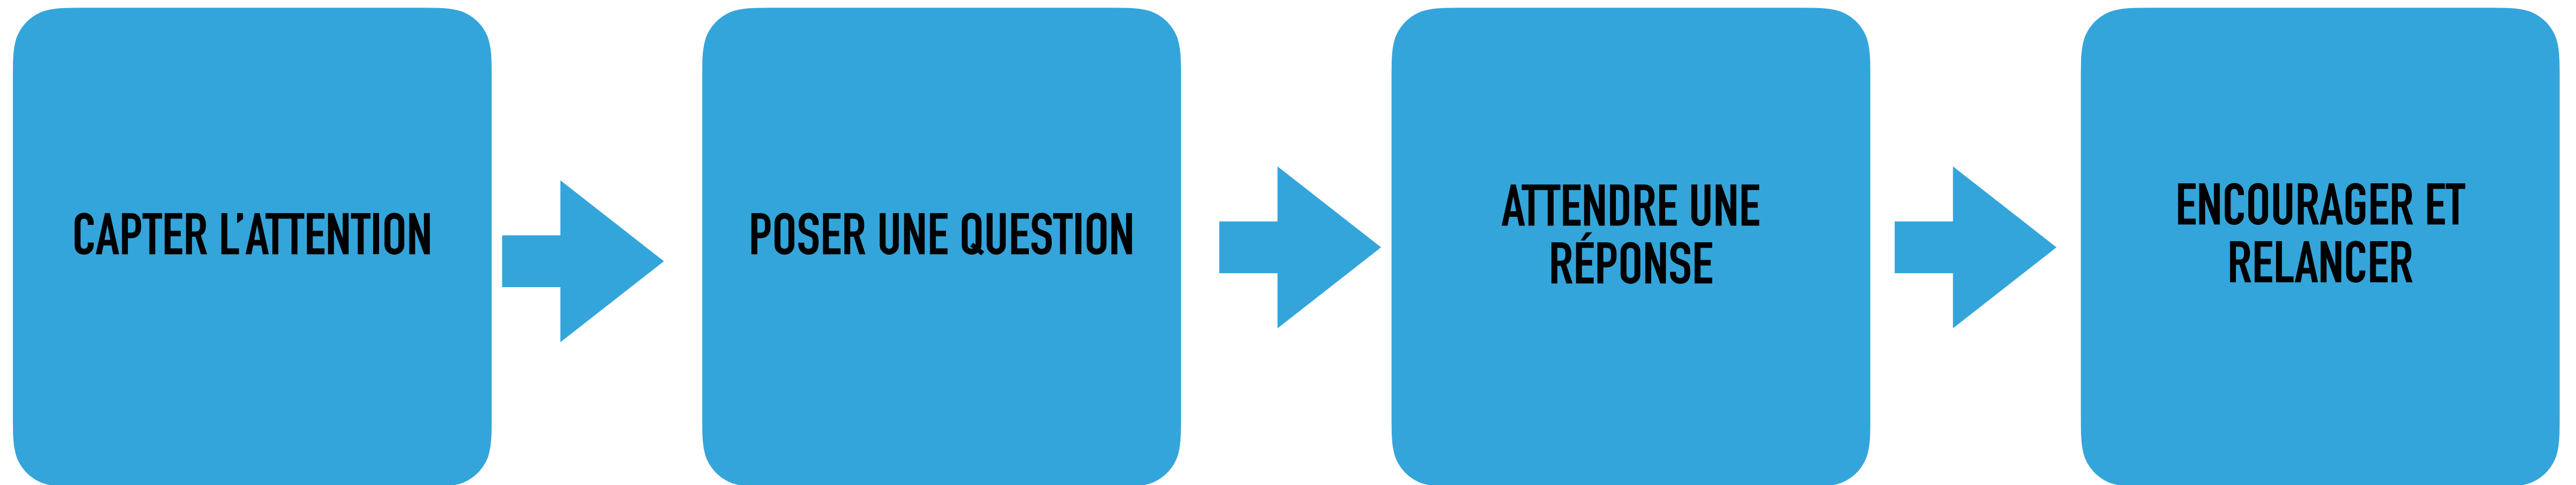 CAPTER L’ATTENTION
POSER UNE QUESTION
ATTENDRE UNE
RÉPONSE
ENCOURAGER ET
RELANCER